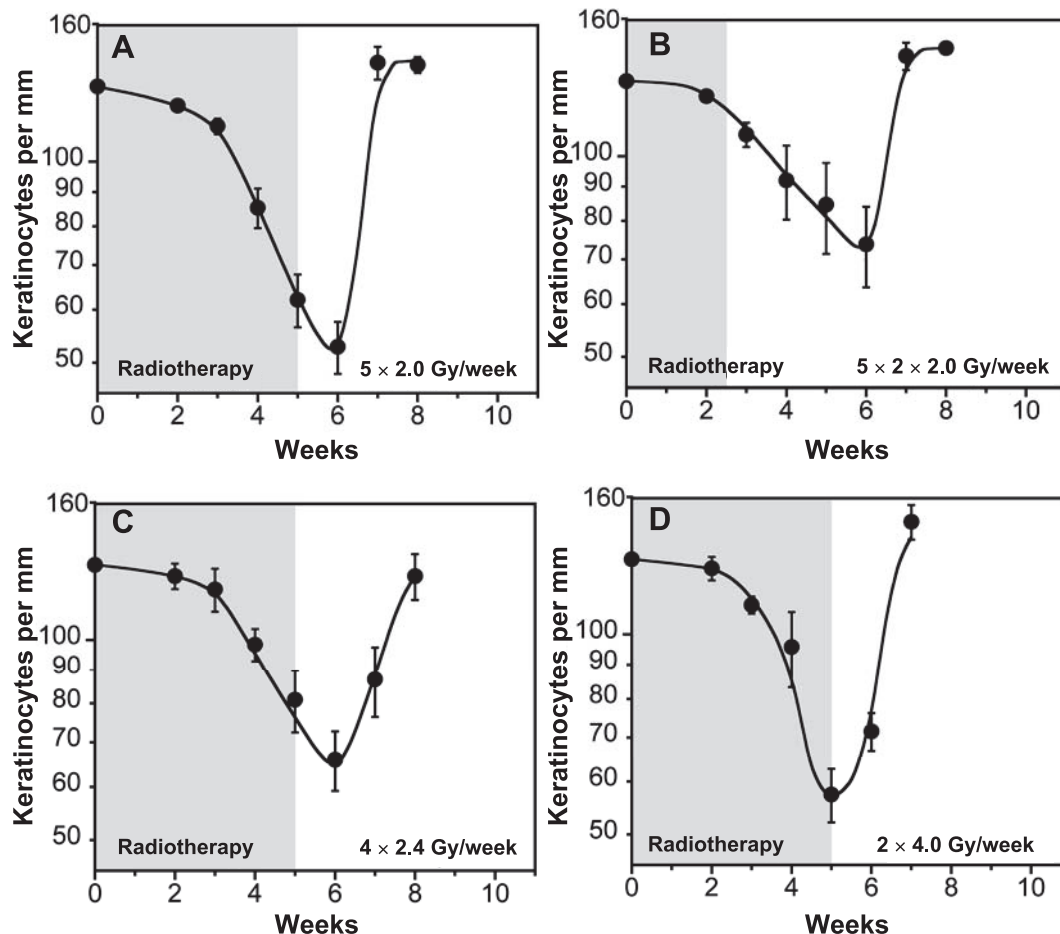 A
Keratinocytes per mm
160
100
90
80
70
60
50
Radiotherapy
5 × 2.0 Gy/week
0 2 4 6 8 10
Weeks
B
Keratinocytes per mm
160
100
90
80
70
60
50
Radiotherapy
5 × 2 × 2.0 Gy/week
0 2 4 6 8 10
Weeks
C
Keratinocytes per mm
160
100
90
80
70
60
50
Radiotherapy
4 × 2.4 Gy/week
0 2 4 6 8 10
Weeks
D
Keratinocytes per mm
160
100
90
80
70
60
50
Radiotherapy
2 × 4.0 Gy/week
0 2 4 6 8 10
Weeks